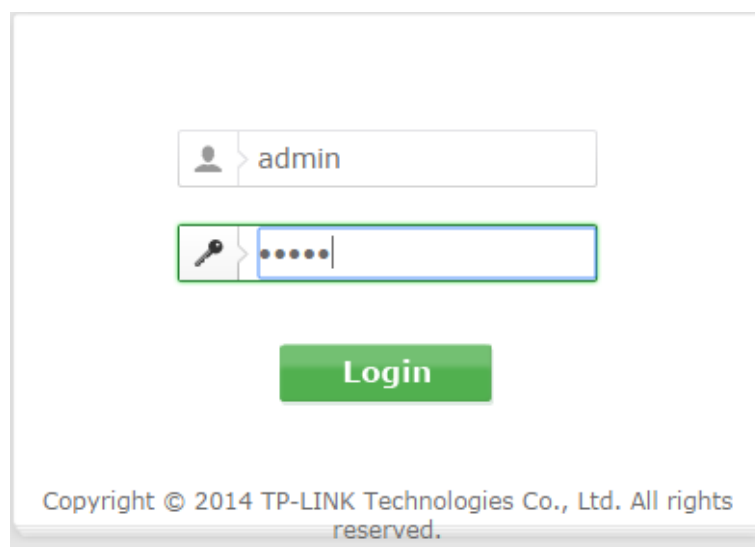 admin
•••••
Login
Copyright © 2014 TP-LINK Technologies Co., Ltd. All rights
reserved.